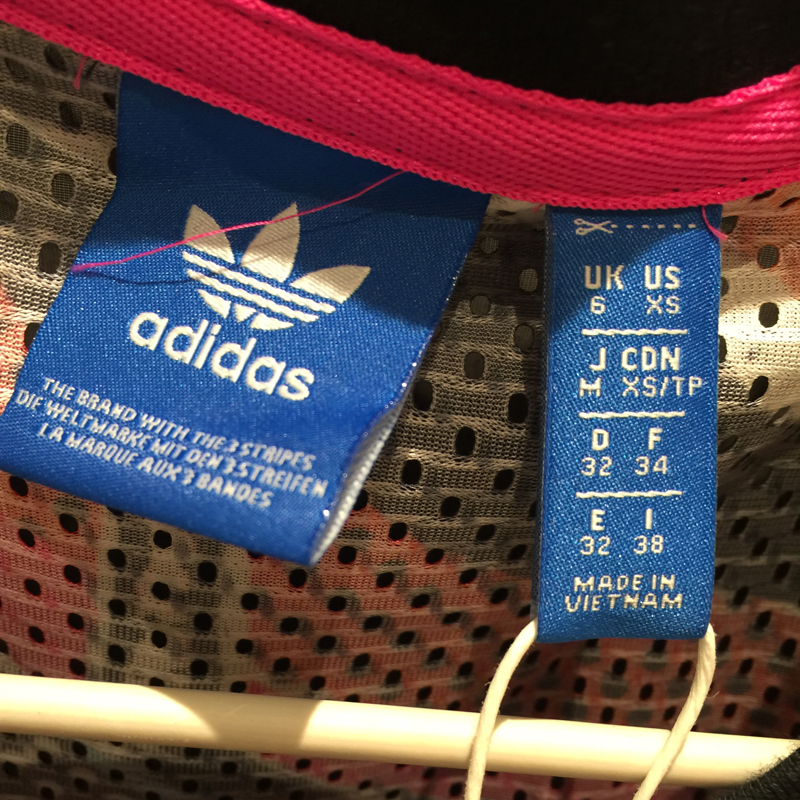 adidas
THE BRAND WITH THE 3 STRIPES
DIE WELTMARKE MIT DEN 3 STREIFEN
LA MARQUE AUX 3 BANDES
UK US
6 XS
J CDN
M XS/TP
D F
32 34
E I
32 38
MADE IN
VIETNAM